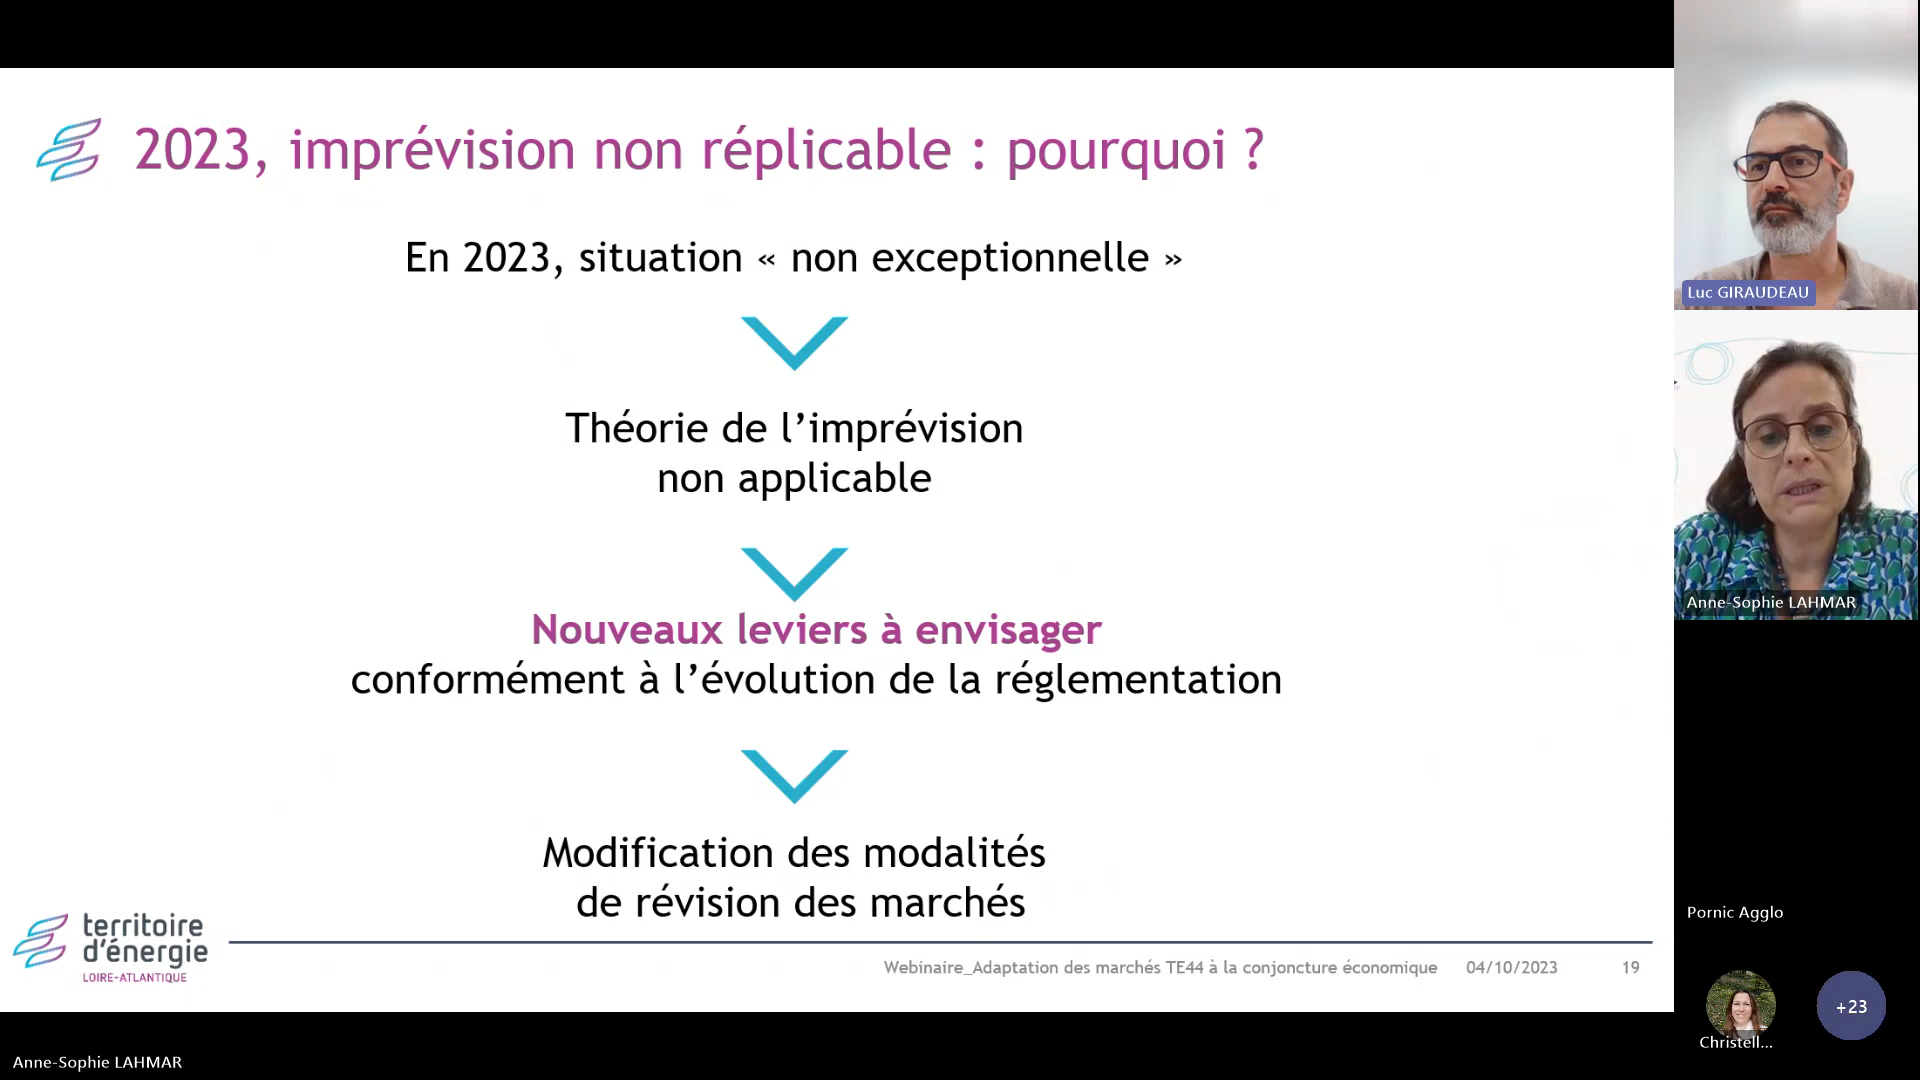 2023, imprévision non réplicable : pourquoi ?
En 2023, situation « non exceptionnelle »
Théorie de l’imprévision
non applicable
Nouveaux leviers à envisager
conformément à l’évolution de la réglementation
Modification des modalités
de révision des marchés
territoire
d’énergie
LOIRE-ATLANTIQUE
Webinaire_Adaptation des marchés TE44 à la conjoncture économique 04/10/2023 19
Anne-Sophie LAHMAR
Luc GIRAUDEAU
Anne-Sophie LAHMAR
Pornic Agglo
Christell...
+23